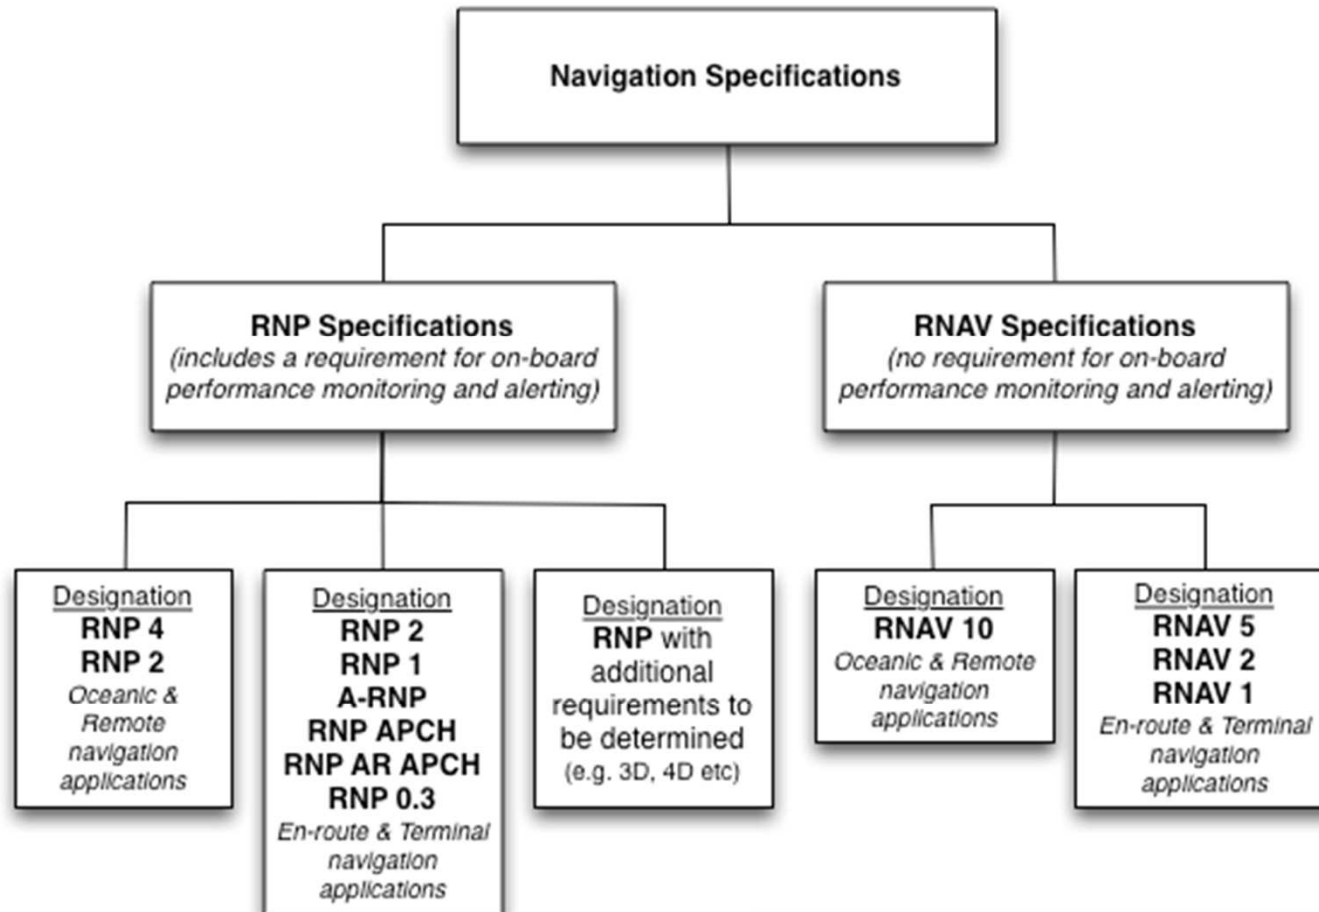 Navigation Specifications
RNP Specifications
(includes a requirement for on-board
performance monitoring and alerting)
RNAV Specifications
(no requirement for on-board
performance monitoring and alerting)
Designation
RNP 4
RNP 2
Oceanic &
Remote
navigation
applications
Designation
RNP 2
RNP 1
A-RNP
RNP APCH
RNP AR APCH
RNP 0.3
En-route & Terminal
navigation
applications
Designation
RNP with
additional
requirements to
be determined
(e.g. 3D, 4D etc)
Designation
RNAV 10
Oceanic & Remote
navigation
applications
Designation
RNAV 5
RNAV 2
RNAV 1
En-route & Terminal
navigation
applications